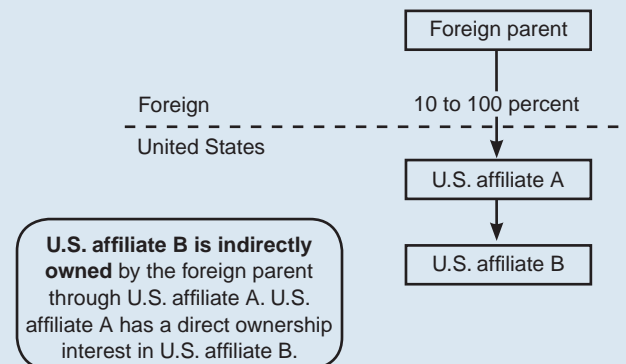 Foreign parent
Foreign
10 to 100 percent
United States
U.S. affiliate A
U.S. affiliate B
U.S. affiliate B is indirectly
owned by the foreign parent
through U.S. affiliate A. U.S.
affiliate A has a direct ownership
interest in U.S. affiliate B.